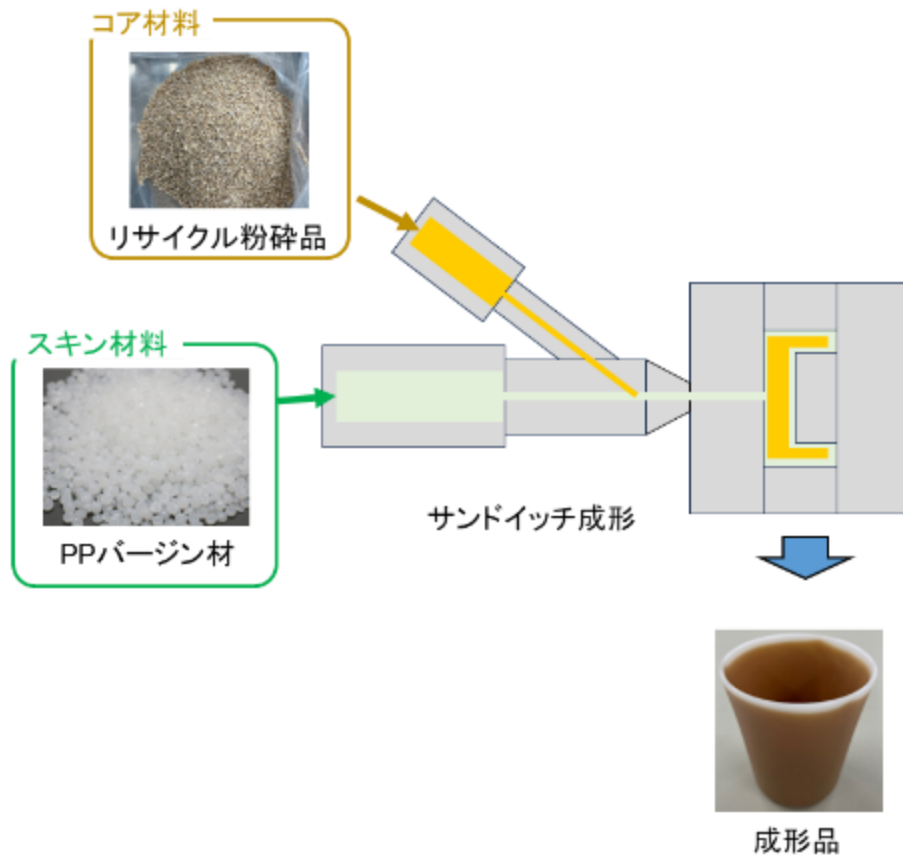 コア材料
リサイクル粉砕品
スキン材料
PPバージン材
サンドイッチ成形
成形品